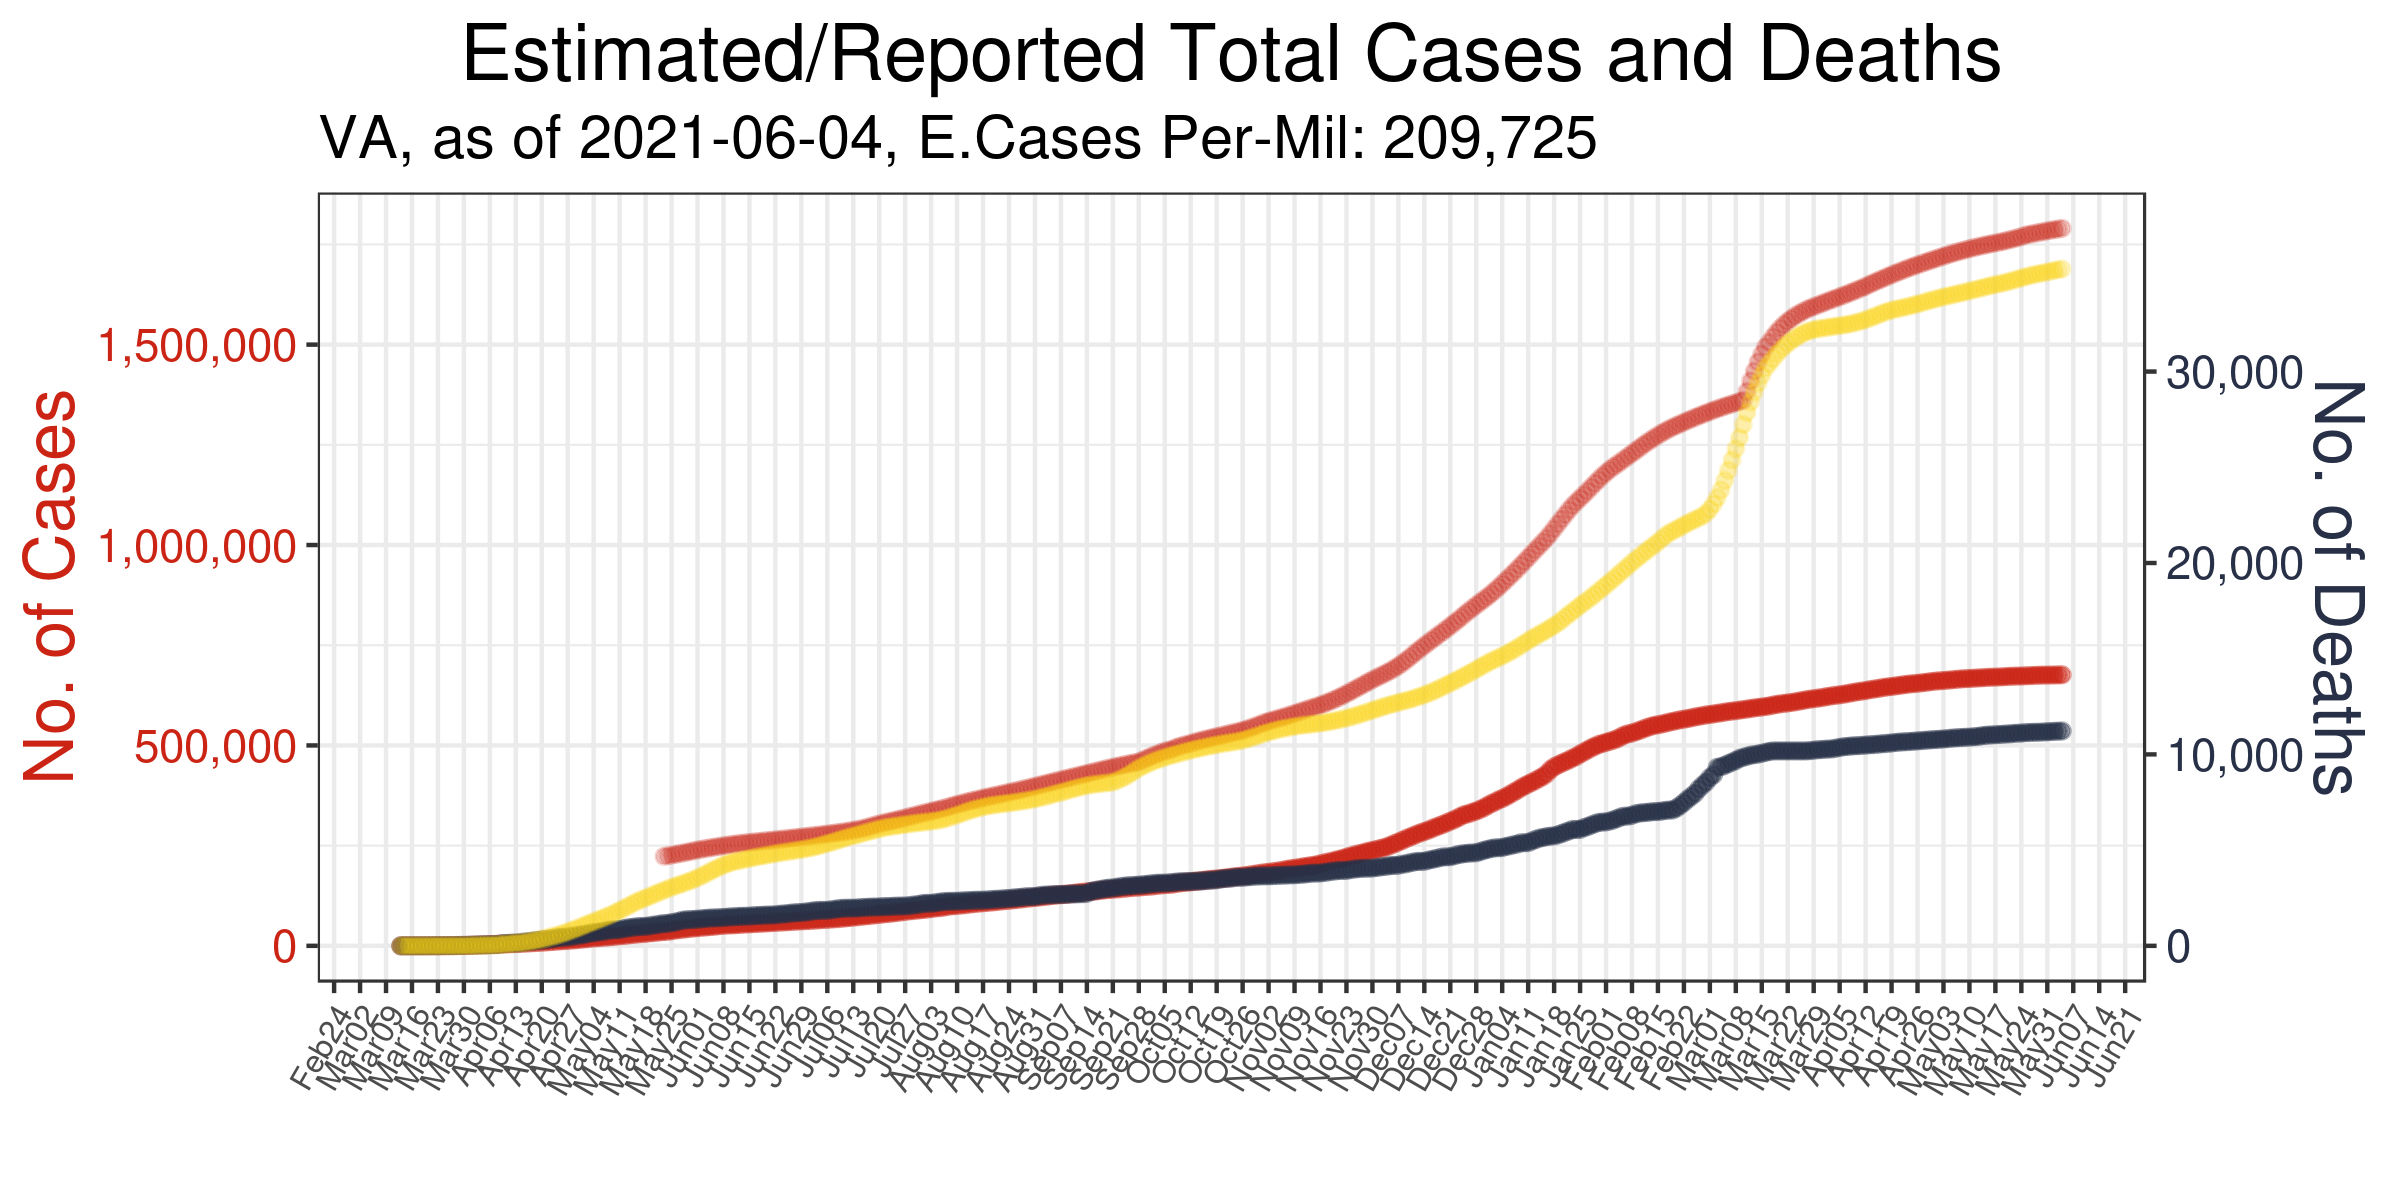 Estimated/Reported Total Cases and Deaths
VA, as of 2021-06-04, E.Cases Per-Mil: 209,725
No. of Cases
1,500,000
1,000,000
500,000
0
30,000
20,000
10,000
0
No. of Deaths
Feb24
Mar02
Mar09
Mar16
Mar23
Mar30
Apr06
Apr13
Apr20
Apr27
May04
May11
May18
May25
Jun01
Jun08
Jun15
Jun22
Jun29
Jul06
Jul13
Jul20
Jul27
Aug03
Aug10
Aug17
Aug24
Aug31
Sep07
Sep14
Sep21
Sep28
Oct05
Oct12
Oct19
Oct26
Nov02
Nov09
Nov16
Nov23
Nov30
Dec07
Dec14
Dec21
Dec28
Jan04
Jan11
Jan18
Jan25
Feb01
Feb08
Feb15
Feb22
Mar01
Mar08
Mar15
Mar22
Mar29
Apr05
Apr12
Apr19
Apr26
May03
May10
May17
May24
May31
Jun07
Jun14
Jun21